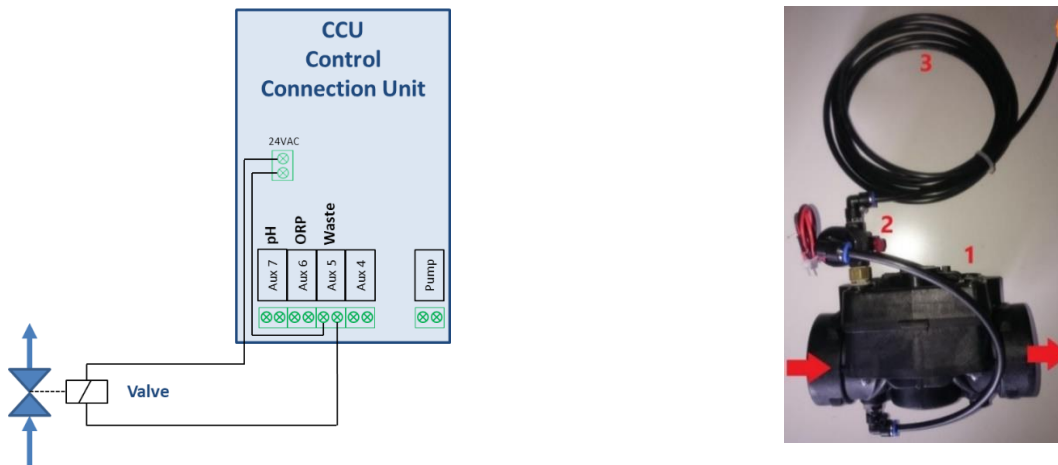 CCU
Control
Connection Unit
24VAC
pH
ORP
Waste
Aux 7
Aux 6
Aux 5
Aux 4
Pump
Valve
3
2
1